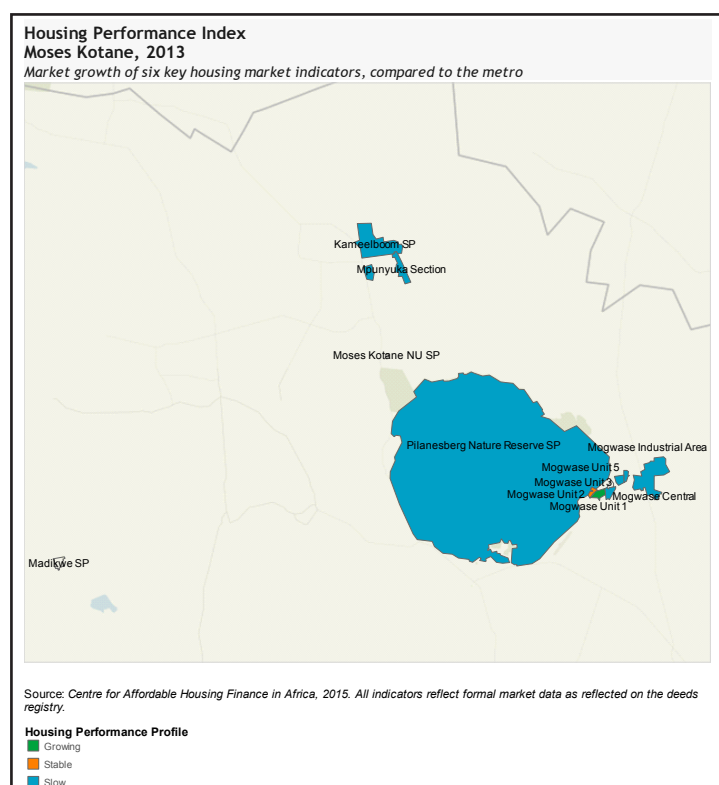 Housing Performance Index
Moses Kotane, 2013
Market growth of six key housing market indicators, compared to the metro
Kameelboom SP
Mpunyuka Section
Moses Kotane NU SP
Pilanesberg Nature Reserve SP
Mogwase Industrial Area
Mogwase Unit 5
Mogwase Unit 3
Mogwase Unit 2
Mogwase Central
Mogwase Unit 1
Madikwe SP
Source: Centre for Affordable Housing Finance in Africa, 2015. All indicators reflect formal market data as reflected on the deeds
registry.
Housing Performance Profile
Growing
Stable
Slow